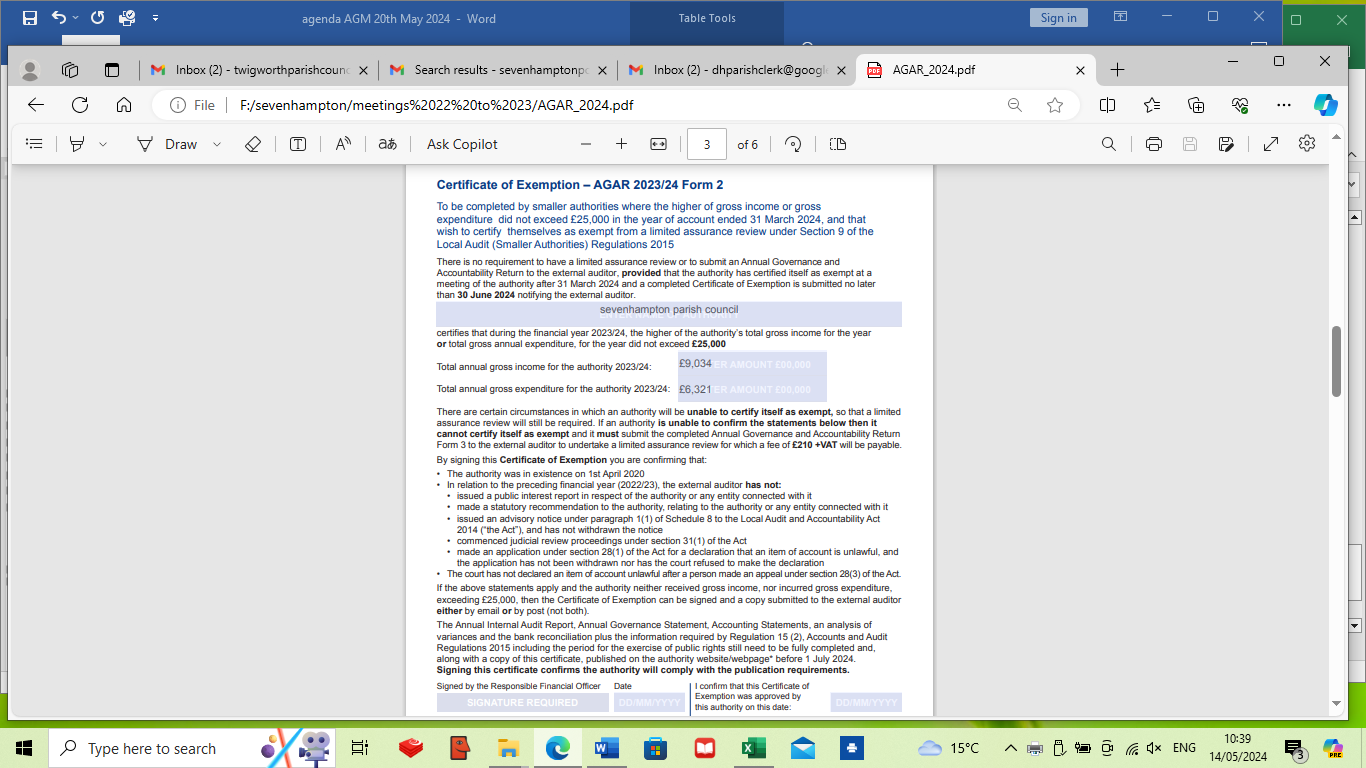 agenda AGM 20th May 2024 - Word
Table Tools
Sign in
Inbox (2) - twigworthparishcounc
Search results - sevenhamptonpc
Inbox (2) - dhparishclerk@googl
AGAR_2024.pdf
File
F:/sevenhampton/meetings%2022%20to%2023/AGAR_2024.pdf
Draw
Ask Copilot
3
of 6
Certificate of Exemption – AGAR 2023/24 Form 2
To be completed by smaller authorities where the higher of gross income or gross
expenditure did not exceed £25,000 in the year of account ended 31 March 2024, and that
wish to certify themselves as exempt from a limited assurance review under Section 9 of the
Local Audit (Smaller Authorities) Regulations 2015
There is no requirement to have a limited assurance review or to submit an Annual Governance and
Accountability Return to the external auditor, provided that the authority has certified itself as exempt at a
meeting of the authority after 31 March 2024 and a completed Certificate of Exemption is submitted no later
than 30 June 2024 notifying the external auditor.
sevenhampton parish council
certifies that during the financial year 2023/24, the higher of the authority's total gross income for the year
or total gross annual expenditure, for the year did not exceed £25,000
Total annual gross income for the authority 2023/24: £9,034 ER AMOUNT £00,000
Total annual gross expenditure for the authority 2023/24: £6,321 ER AMOUNT £00,000
There are certain circumstances in which an authority will be unable to certify itself as exempt, so that a limited
assurance review will still be required. If an authority is unable to confirm the statements below then it
cannot certify itself as exempt and it must submit the completed Annual Governance and Accountability Return
Form 3 to the external auditor to undertake a limited assurance review for which a fee of £210 +VAT will be payable.
By signing this Certificate of Exemption you are confirming that:
• The authority was in existence on 1st April 2020
• In relation to the preceding financial year (2022/23), the external auditor has not:
• issued a public interest report in respect of the authority or any entity connected with it
• made a statutory recommendation to the authority, relating to the authority or any entity connected with it
• issued an advisory notice under paragraph 1(1) of Schedule 8 to the Local Audit and Accountability Act
2014 ("the Act"), and has not withdrawn the notice
• commenced judicial review proceedings under section 31(1) of the Act
• made an application under section 28(1) of the Act for a declaration that an item of account is unlawful, and
the application has not been withdrawn nor has the court refused to make the declaration
• The court has not declared an item of account unlawful after a person made an appeal under section 28(3) of the Act.
If the above statements apply and the authority neither received gross income, nor incurred gross expenditure,
exceeding £25,000, then the Certificate of Exemption can be signed and a copy submitted to the external auditor
either by email or by post (not both).
The Annual Internal Audit Report, Annual Governance Statement, Accounting Statements, an analysis of
variances and the bank reconciliation plus the information required by Regulation 15 (2), Accounts and Audit
Regulations 2015 including the period for the exercise of public rights still need to be fully completed and,
along with a copy of this certificate, published on the authority website/webpage* before 1 July 2024.
Signing this certificate confirms the authority will comply with the publication requirements.
Signed by the Responsible Financial Officer
SIGNATURE REQUIRED
Date
DD/MM/YYYY
I confirm that this Certificate of
Exemption was approved by
this authority on this date:
DD/MM/YYYY
Type here to search
15°C
ENG
10:39
14/05/2024
3
PRE